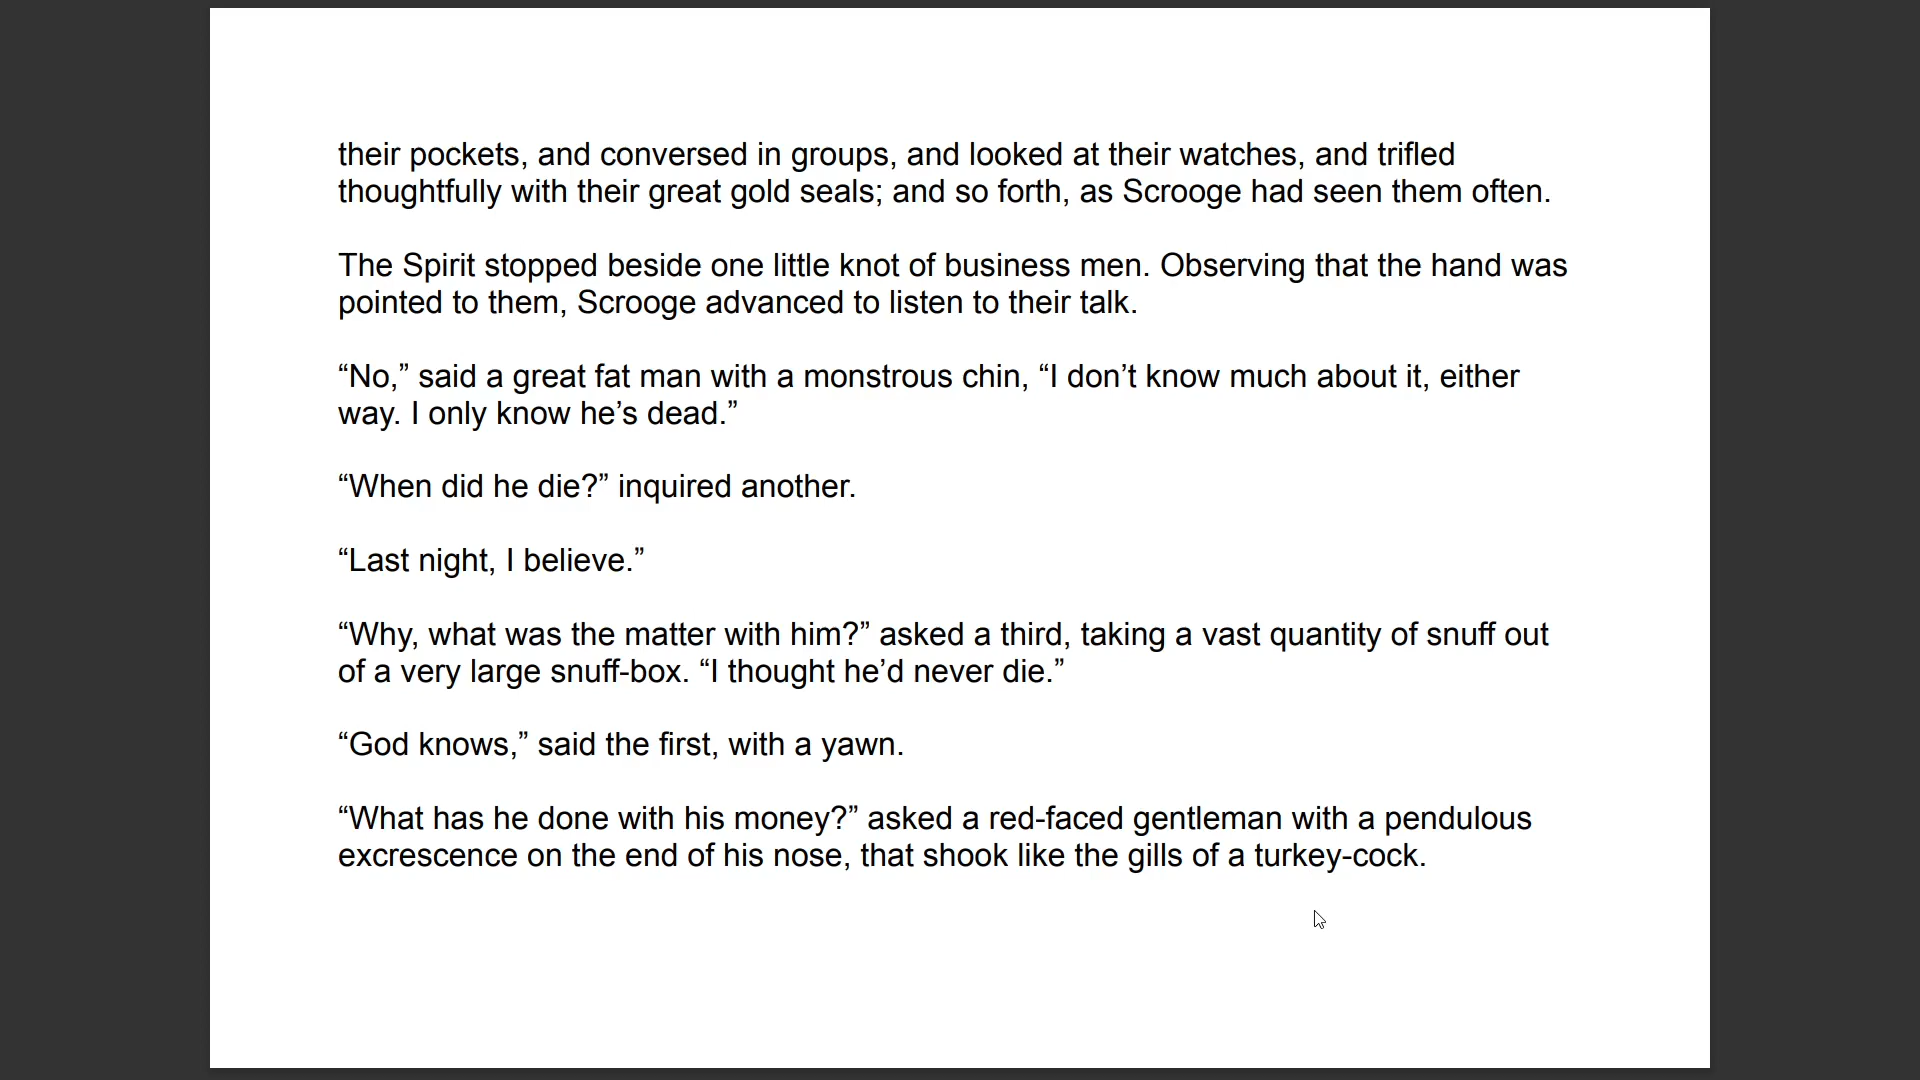 their pockets, and conversed in groups, and looked at their watches, and trifled
thoughtfully with their great gold seals; and so forth, as Scrooge had seen them often.
The Spirit stopped beside one little knot of business men. Observing that the hand was
pointed to them, Scrooge advanced to listen to their talk.
“No,” said a great fat man with a monstrous chin, “I don’t know much about it, either
way. I only know he’s dead.”
“When did he die?” inquired another.
“Last night, I believe.”
“Why, what was the matter with him?” asked a third, taking a vast quantity of snuff out
of a very large snuff-box. “I thought he’d never die.”
“God knows,” said the first, with a yawn.
“What has he done with his money?” asked a red-faced gentleman with a pendulous
excrescence on the end of his nose, that shook like the gills of a turkey-cock.